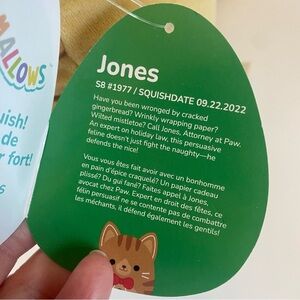 MALLOWS™
uish!
de
r fort!
Jones
S8 #1977 / SQUISHDATE 09.22.2022
Have you been wronged by cracked
gingerbread? Wrinkly wrapping paper?
Wilted mistletoe? Call Jones, Attorney at Paw.
An expert on holiday law, this persuasive
feline doesn't just fight the naughty—he
defends the nice!
Vous vous êtes fait avoir avec un bonhomme
en pain d'épice craquelé? Un papier cadeau
plissé? Du gui fané? Faites appel à Jones,
avocat chez Paw. Expert en droit des fêtes, ce
félin persuasif ne se contente pas de combattre
les méchants, il défend également les gentils!